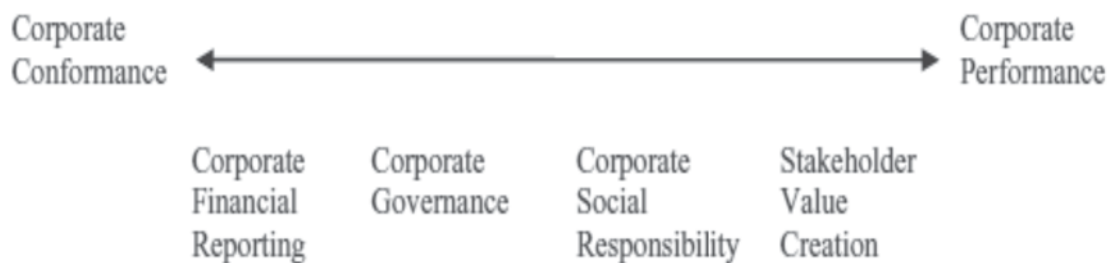 Corporate
Conformance
Corporate
Performance
Corporate
Financial
Reporting
Corporate
Governance
Corporate
Social
Responsibility
Stakeholder
Value
Creation